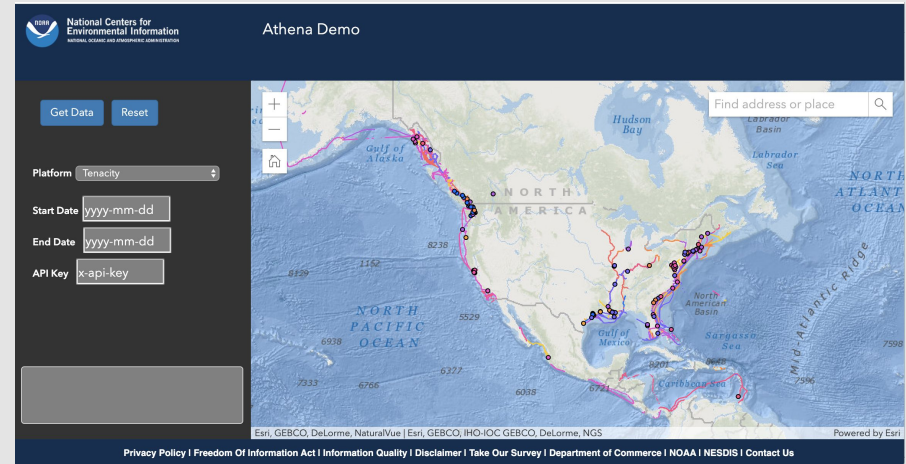 NOAA
National Centers for
Environmental Information
NATIONAL OCEANIC AND ATMOSPHERIC ADMINISTRATION
Athena Demo
Get Data
Reset
Platform
Tenacity
Start Date
yyyy-mm-dd
End Date
yyyy-mm-dd
API Key
x-api-key
+
−
Find address or place
Hudson
Bay
Labrador
Basin
Labrador
Sea
Gulf of
Alaska
NORTH
AMERICA
NORTH
ATLANT
OCEAN
8238
1162
8129
NORTH
PACIFIC
OCEAN
5529
6938
North
American
Basin
Mid-Atlantic Ridge
Gulf of
Mexico
Sargasso
Sea
7598
6377
8201
7333
6766
6038
6721
Caribbean Sea
7596
Esri, GEBCO, DeLorme, NaturalVue | Esri, GEBCO, IHO-IOC GEBCO, DeLorme, NGS
Powered by Esri
Privacy Policy | Freedom Of Information Act | Information Quality | Disclaimer | Take Our Survey | Department of Commerce | NOAA | NESDIS | Contact Us